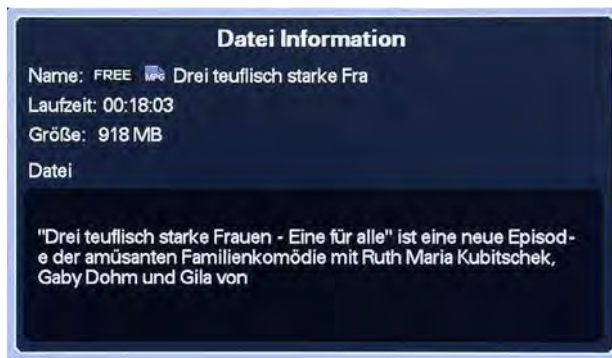 Datei Information
Name: FREE MPG Drei teuflisch starke Fra
Laufzeit: 00:18:03
Größe: 918 MB
Datei
"Drei teuflisch starke Frauen - Eine für alle" ist eine neue Episod-
e der amüsanten Familienkomödie mit Ruth Maria Kubitschek,
Gaby Dohm und Gila von